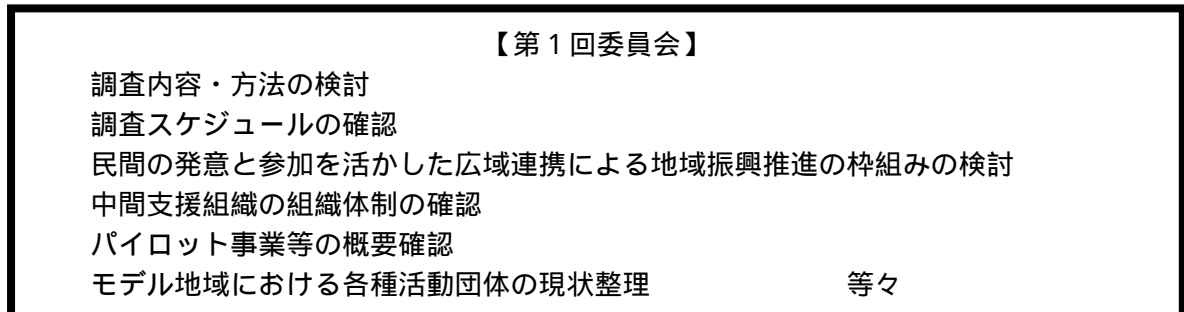 【第１回委員会】
調査内容・方法の検討
調査スケジュールの確認
民間の発意と参加を活かした広域連携による地域振興推進の枠組みの検討
中間支援組織の組織体制の確認
パイロット事業等の概要確認
モデル地域における各種活動団体の現状整理　　　　　　　等々